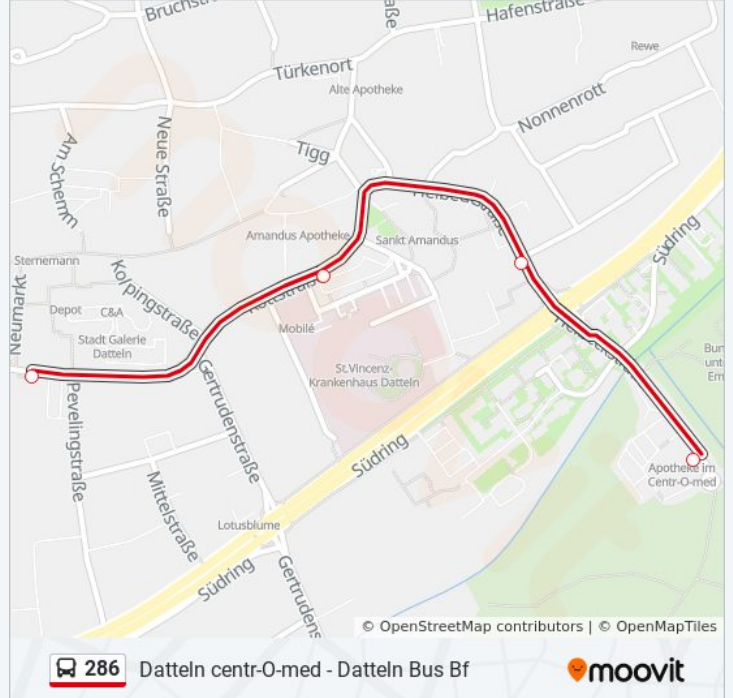 Bruchstr
aße
Hafenstraße
Rewe
Türkenort
Alte Apotheke
Nonnenrott
Am Schemm
Neue Straße
Tigg
Amandus Apotheke
Sankt Amandus
Südring
Sternemann
Neumarkt
Kolpingstraße
Depot
C&A
Mobilé
Stadt Galerie
Datteln
St.Vincenz-
Krankenhaus Datteln
Gertrudenstraße
Pevelingstraße
Südring
Apotheke im
Centr-O-med
Mittelstraße
Lotusblume
Südring
Gertrudens
© OpenStreetMap contributors | © OpenMapTiles
286
Datteln centr-O-med - Datteln Bus Bf
moovit